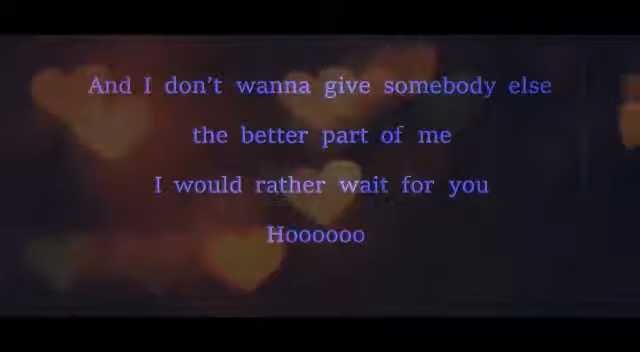 And I don't wanna give somebody else
the better part of me
I would rather wait for you
Hoooooo